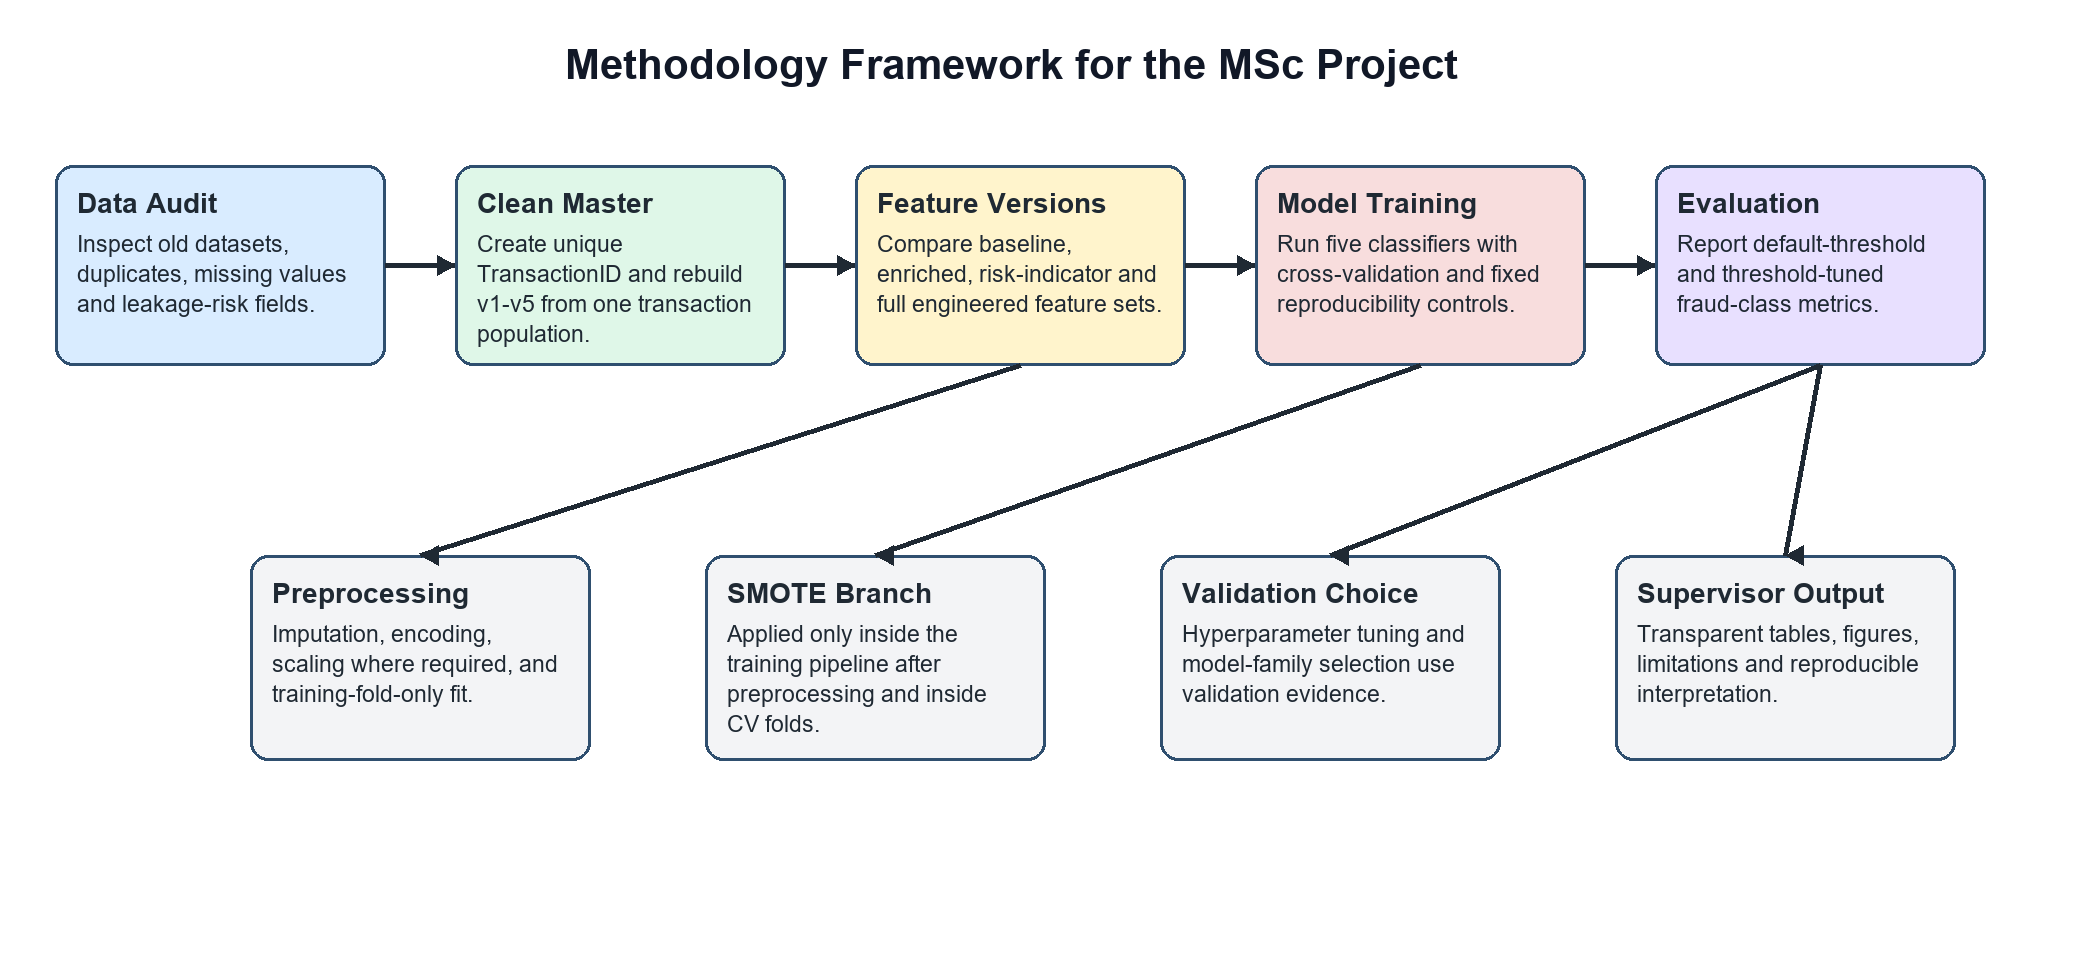 Methodology Framework for the MSc Project
Data Audit
Inspect old datasets,
duplicates, missing values
and leakage-risk fields.
Clean Master
Create unique
TransactionID and rebuild
v1-v5 from one transaction
population.
Feature Versions
Compare baseline,
enriched, risk-indicator and
full engineered feature sets.
Model Training
Run five classifiers with
cross-validation and fixed
reproducibility controls.
Evaluation
Report default-threshold
and threshold-tuned
fraud-class metrics.
Preprocessing
Imputation, encoding,
scaling where required, and
training-fold-only fit.
SMOTE Branch
Applied only inside the
training pipeline after
preprocessing and inside
CV folds.
Validation Choice
Hyperparameter tuning and
model-family selection use
validation evidence.
Supervisor Output
Transparent tables, figures,
limitations and reproducible
interpretation.